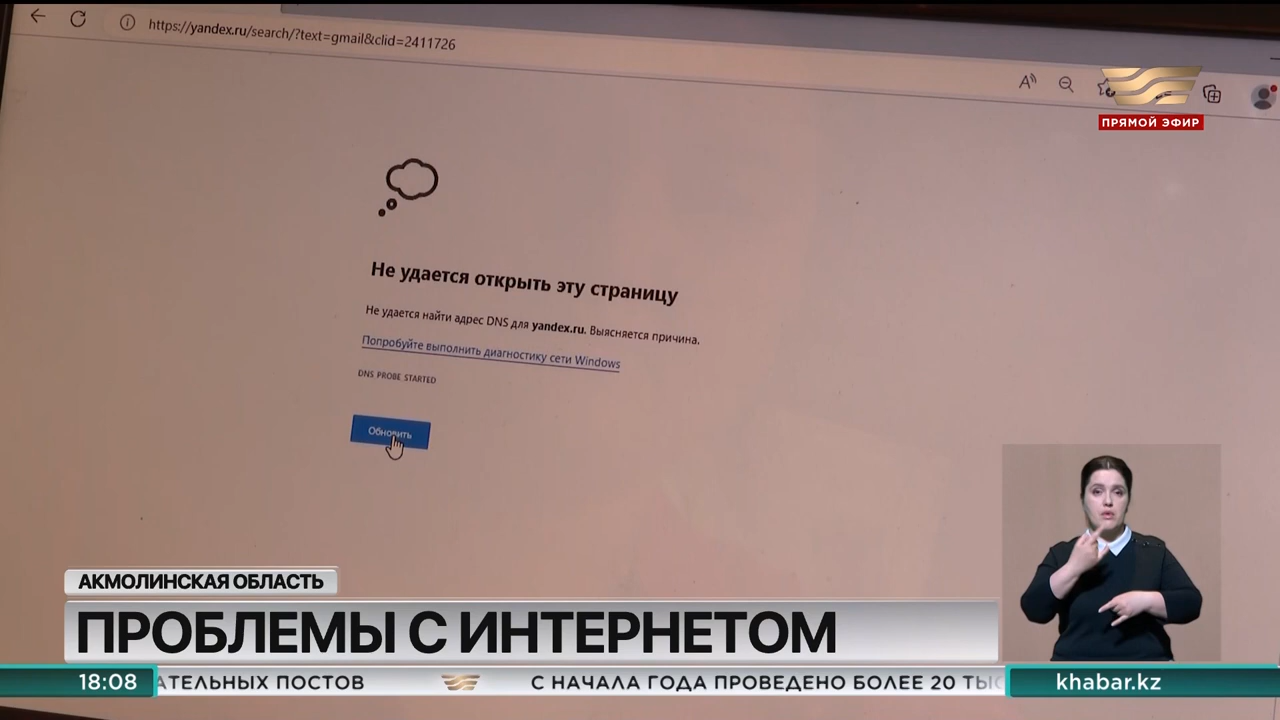 https://yandex.ru/search/?text=gmail&clid=2411726
ПРЯМОЙ ЭФИР
Не удается открыть эту страницу
Не удается найти адрес DNS для yandex.ru. Выясняется причина.
Попробуйте выполнить диагностику сети Windows
DNS PROBE STARTED
Обновить
АКМОЛИНСКАЯ ОБЛАСТЬ
ПРОБЛЕМЫ С ИНТЕРНЕТОМ
18:08 АТЕЛЬНЫХ ПОСТОВ С НАЧАЛА ГОДА ПРОВЕДЕНО БОЛЕЕ 20 ТЫС khabar.kz